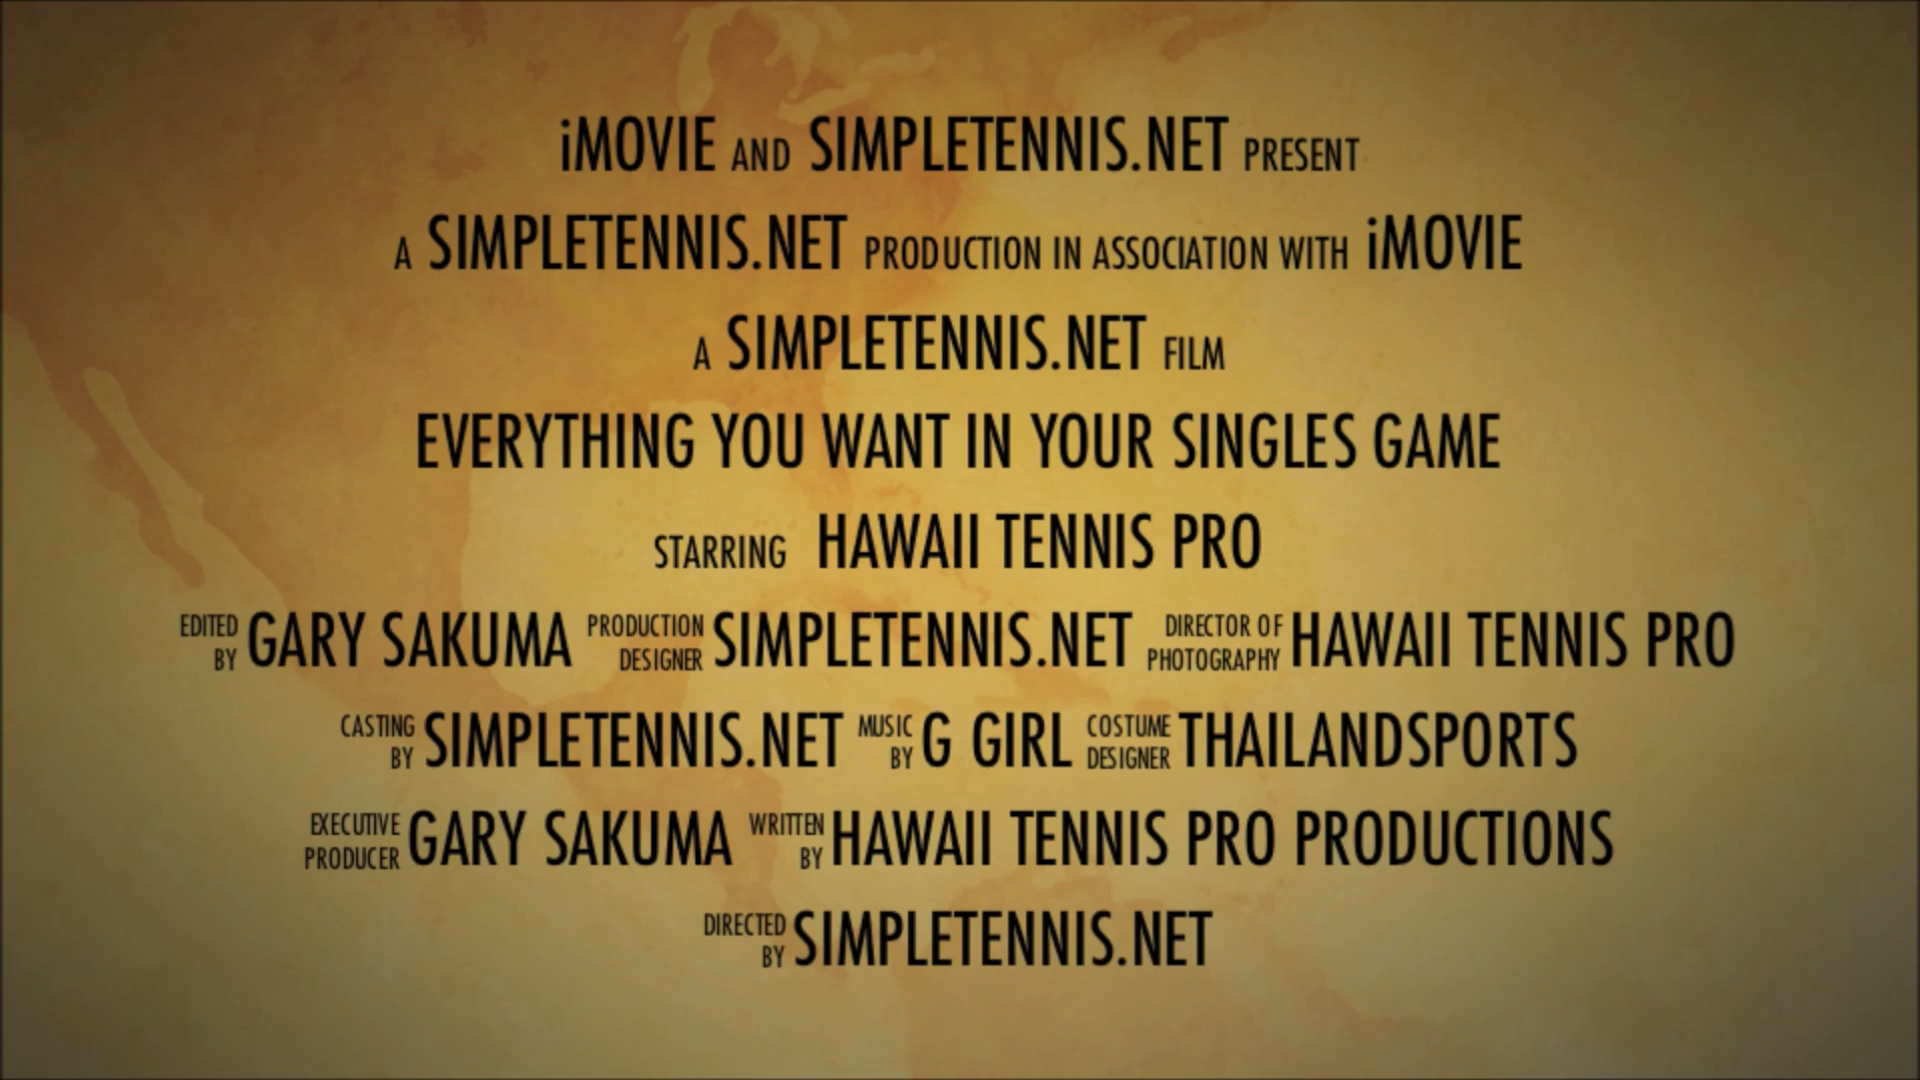 iMOVIE AND SIMPLETENNIS.NET PRESENT
A SIMPLETENNIS.NET PRODUCTION IN ASSOCIATION WITH iMOVIE
A SIMPLETENNIS.NET FILM
EVERYTHING YOU WANT IN YOUR SINGLES GAME
STARRING HAWAII TENNIS PRO
EDITED BY GARY SAKUMA PRODUCTION DESIGNER SIMPLETENNIS.NET DIRECTOR OF PHOTOGRAPHY HAWAII TENNIS PRO
CASTING BY SIMPLETENNIS.NET MUSIC BY G GIRL COSTUME DESIGNER THAILANDSPORTS
EXECUTIVE PRODUCER GARY SAKUMA WRITTEN BY HAWAII TENNIS PRO PRODUCTIONS
DIRECTED BY SIMPLETENNIS.NET